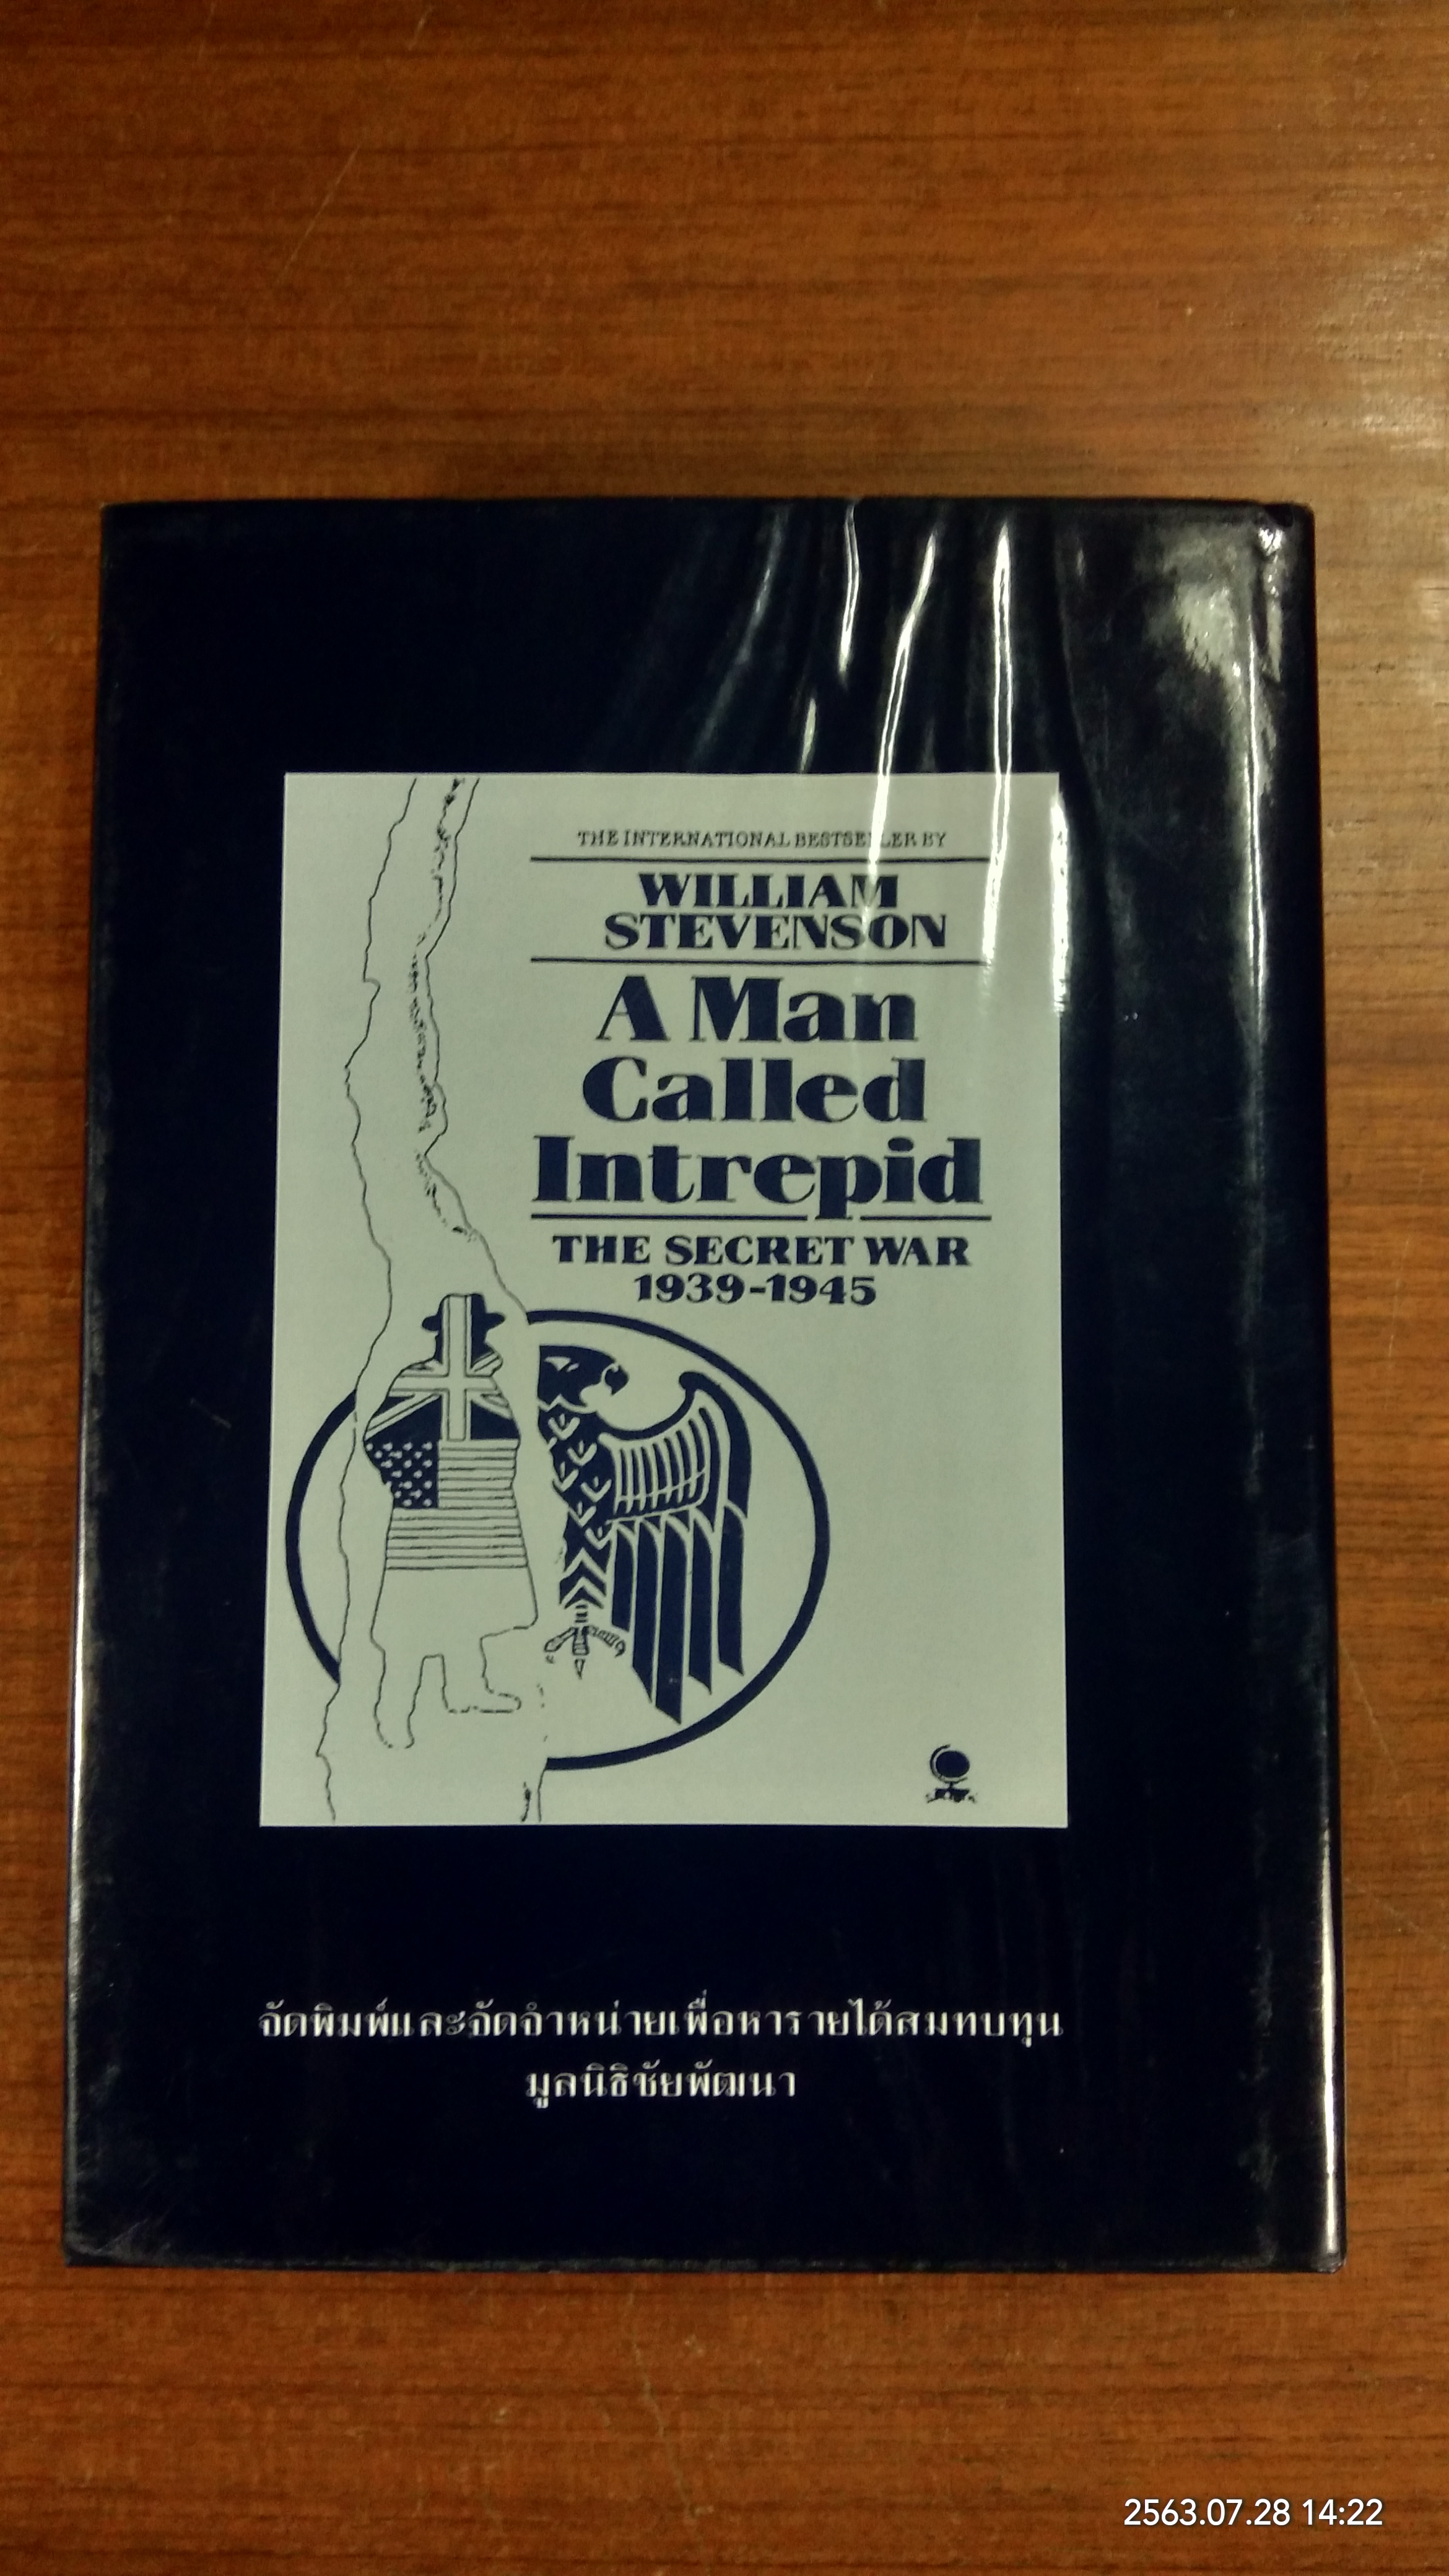 THE INTERNATIONAL BESTSELLER BY
WILLIAM
STEVENSON
A Man
Called
Intrepid
THE SECRET WAR
1939-1945
จัดพิมพ์และจัดจำหน่ายเพื่อหารายได้สมทบทุน
มูลนิธิชัยพัฒนา
2563.07.28 14:22